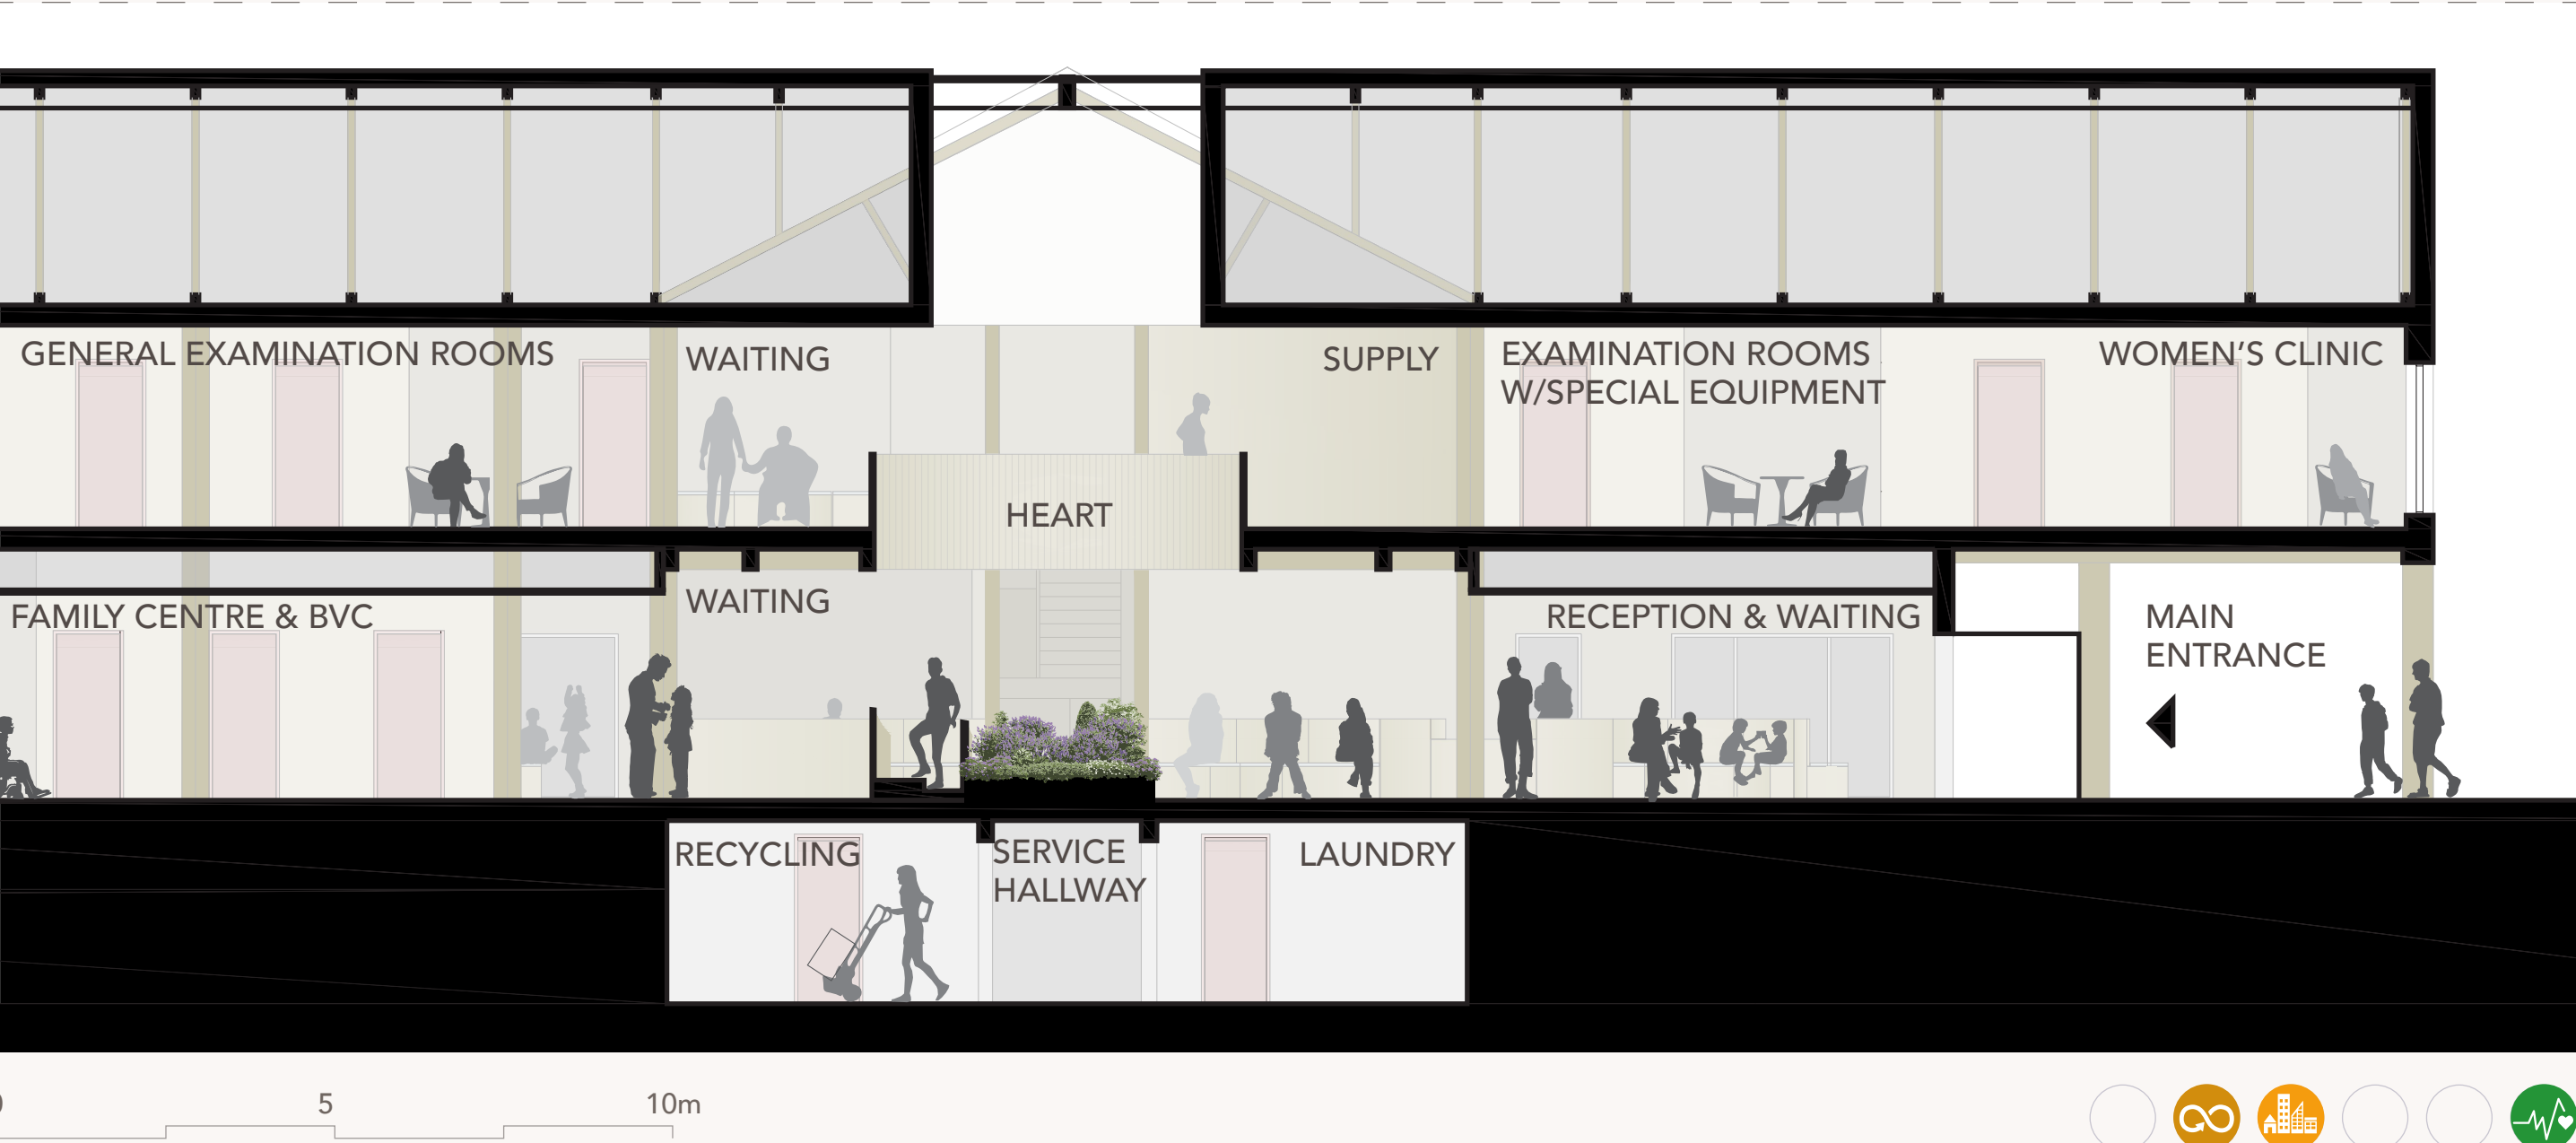 GENERAL EXAMINATION ROOMS
WAITING
SUPPLY
EXAMINATION ROOMS
W/SPECIAL EQUIPMENT
WOMEN'S CLINIC
HEART
FAMILY CENTRE & BVC
WAITING
RECEPTION & WAITING
MAIN
ENTRANCE
RECYCLING
SERVICE
HALLWAY
LAUNDRY
0 5 10m